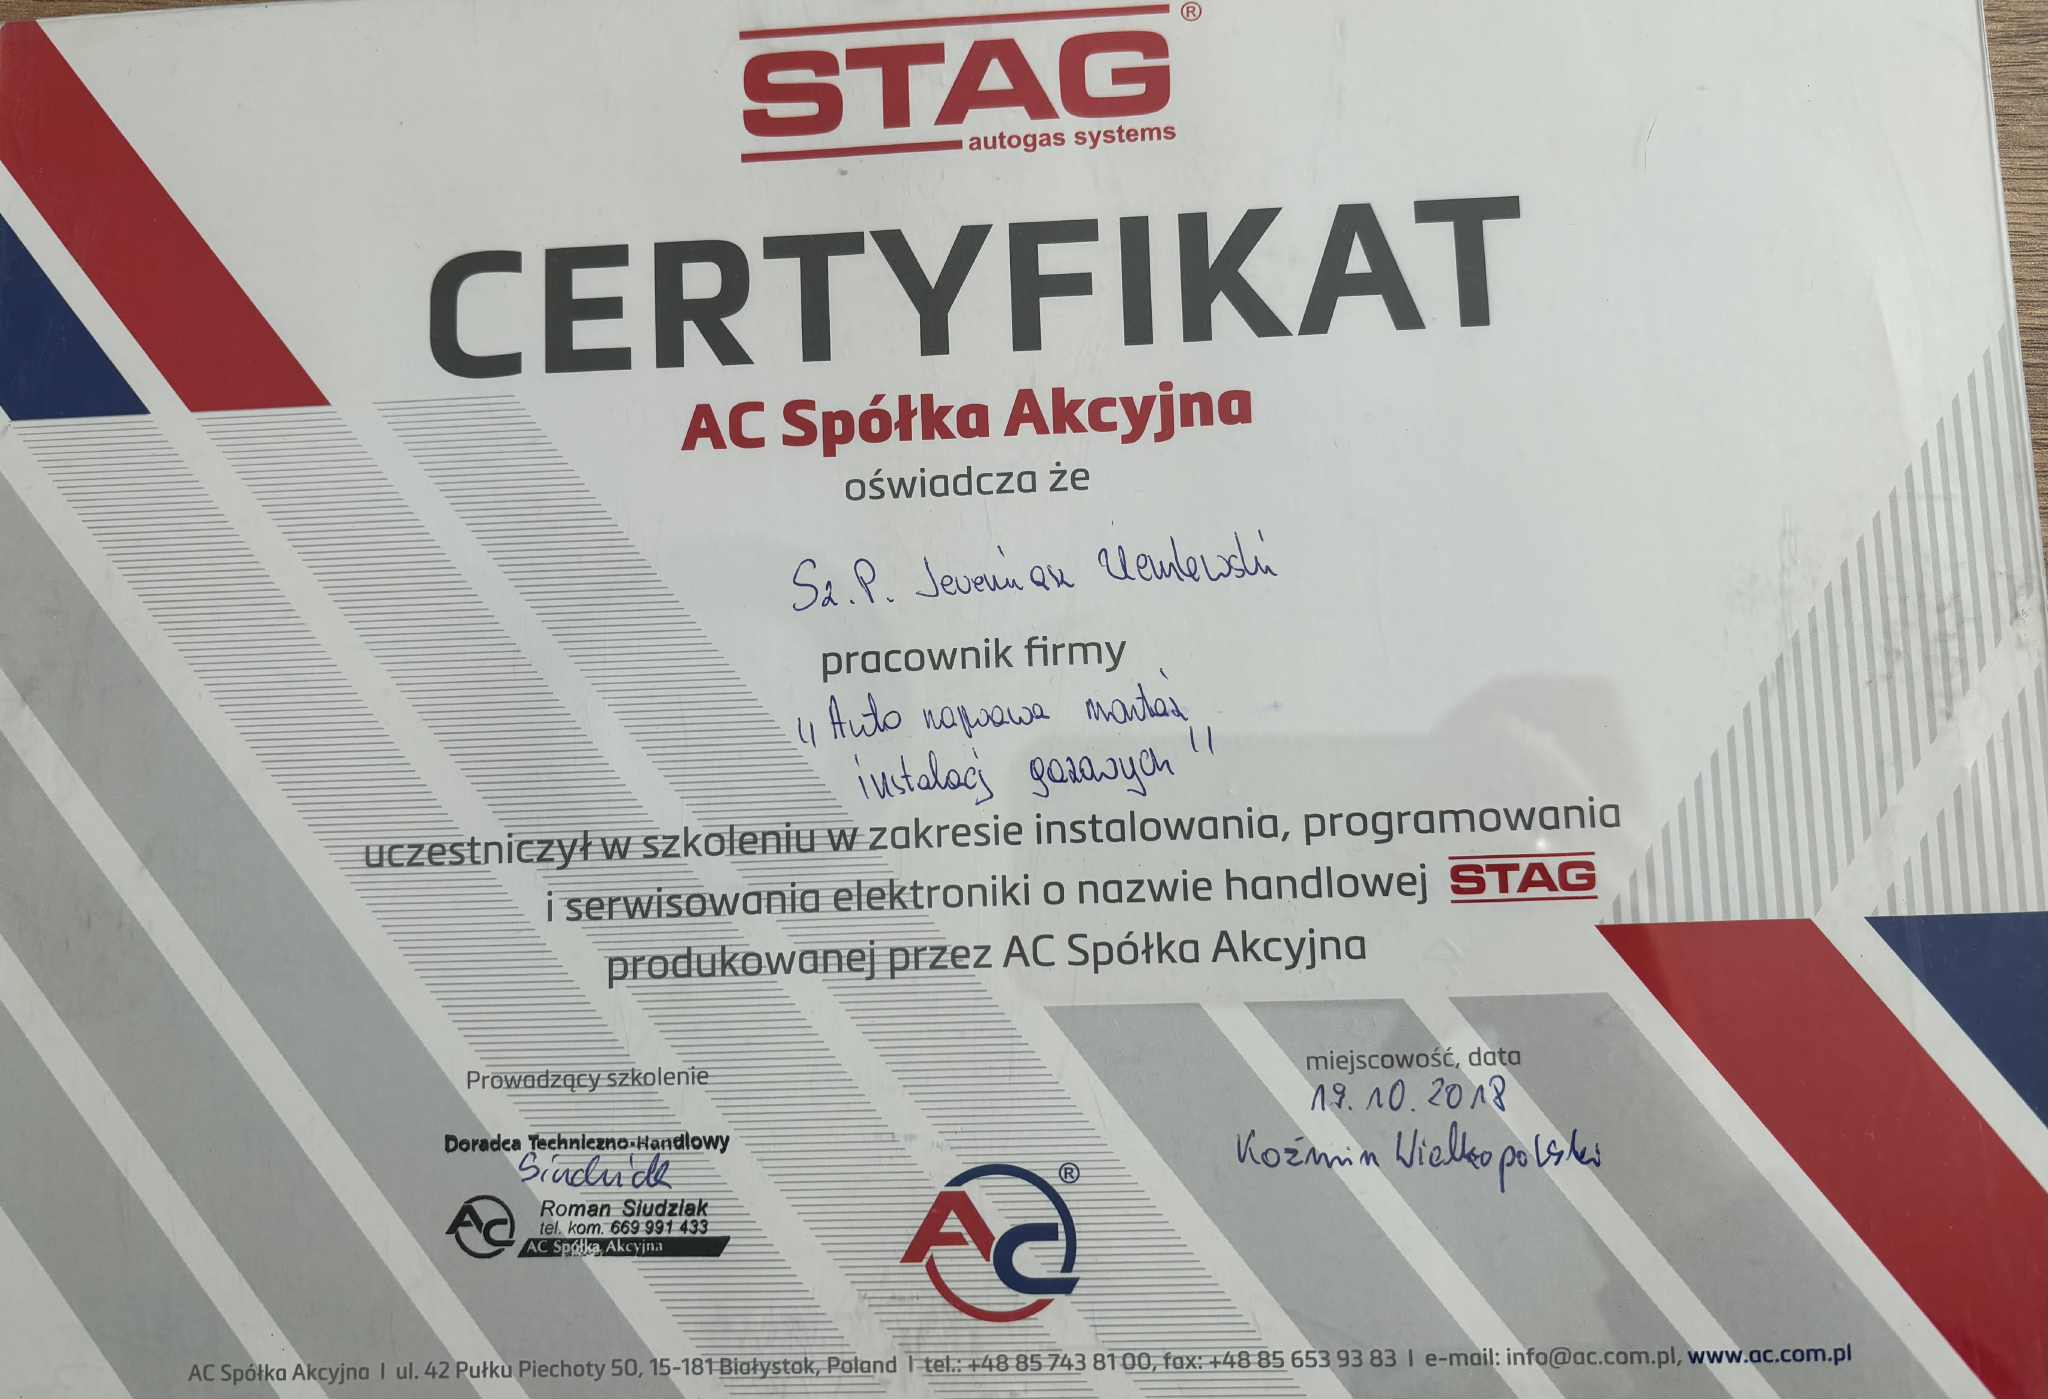 STAG ®
autogas systems
CERTYFIKAT
AC Spółka Akcyjna
oświadcza że
Sz. P. Jeremiasz
pracownik firmy
„Auto naprawa montaż
instalacj gazowych"
uczestniczył w szkoleniu w zakresie instalowania, programowania
i serwisowania elektroniki o nazwie handlowej STAG
produkowanej przez AC Spółka Akcyjna
Prowadzący szkolenie
Doradca Techniczno-Handlowy
Roman Siudziak
tel. kom. 669 991 433
AC Spółka Akcyjna
AC ®
miejscowość, data
19.10.2018
Koźmin Wielkopolski
AC Spółka Akcyjna | ul. 42 Pułku Piechoty 50, 15-181 Białystok, Poland | tel.: +48 85 743 81 00, fax: +48 85 653 93 83 | e-mail: info@ac.com.pl, www.ac.com.pl